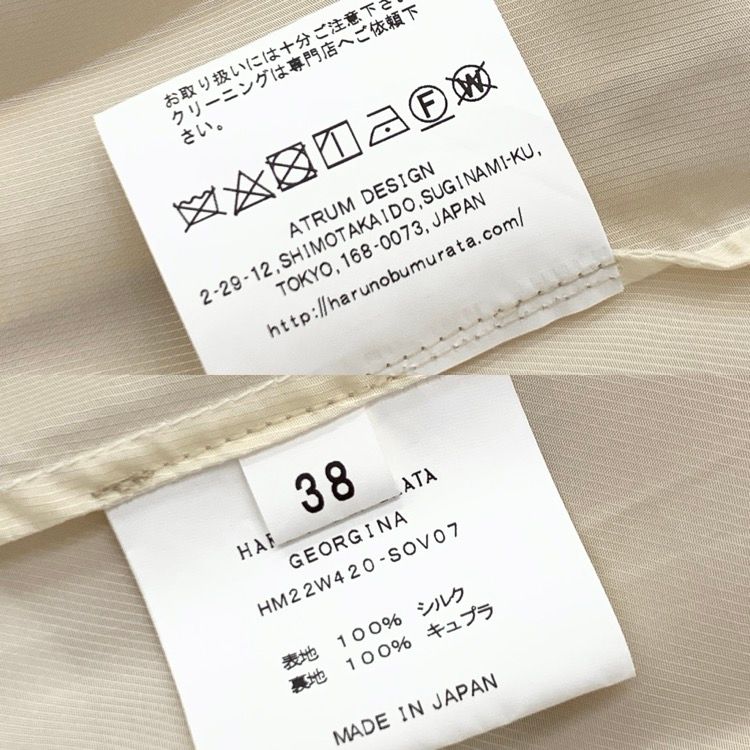 お取り扱いには十分ご注意下さい
クリーニングは専門店へご依頼下
さい。
F W
ATRUM DESIGN
2-29-12,SHIMOTAKAIDO,SUGINAMI-KU,
TOKYO,168-0073,JAPAN
http://harunobumurata.com/
38
HAR ATA
GEORGINA
HM22W420-SOV07
表地 100% シルク
裏地 100% キュプラ
MADE IN JAPAN